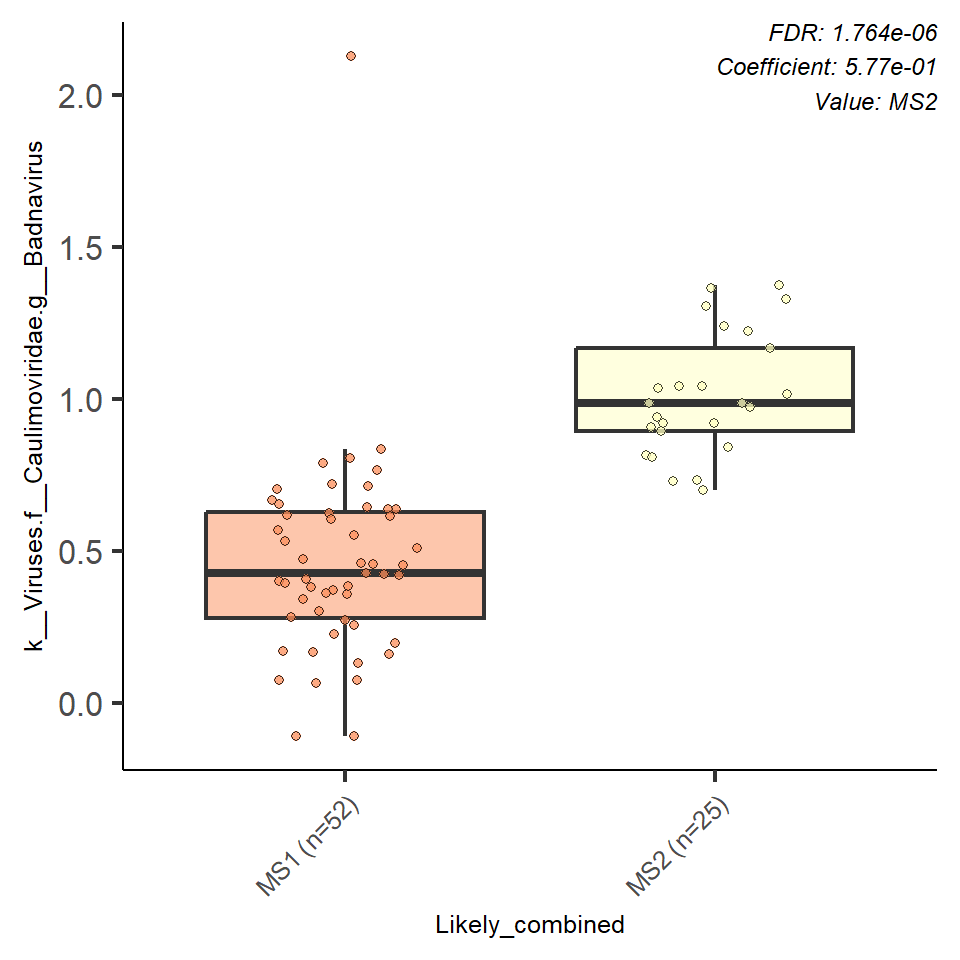 FDR: 1.764e-06
Coefficient: 5.77e-01
Value: MS2
k__Viruses.f__Caulimoviridae.g__Badnavirus
2.0
1.5
1.0
0.5
0.0
MS1 (n=52)
MS2 (n=25)
Likely_combined